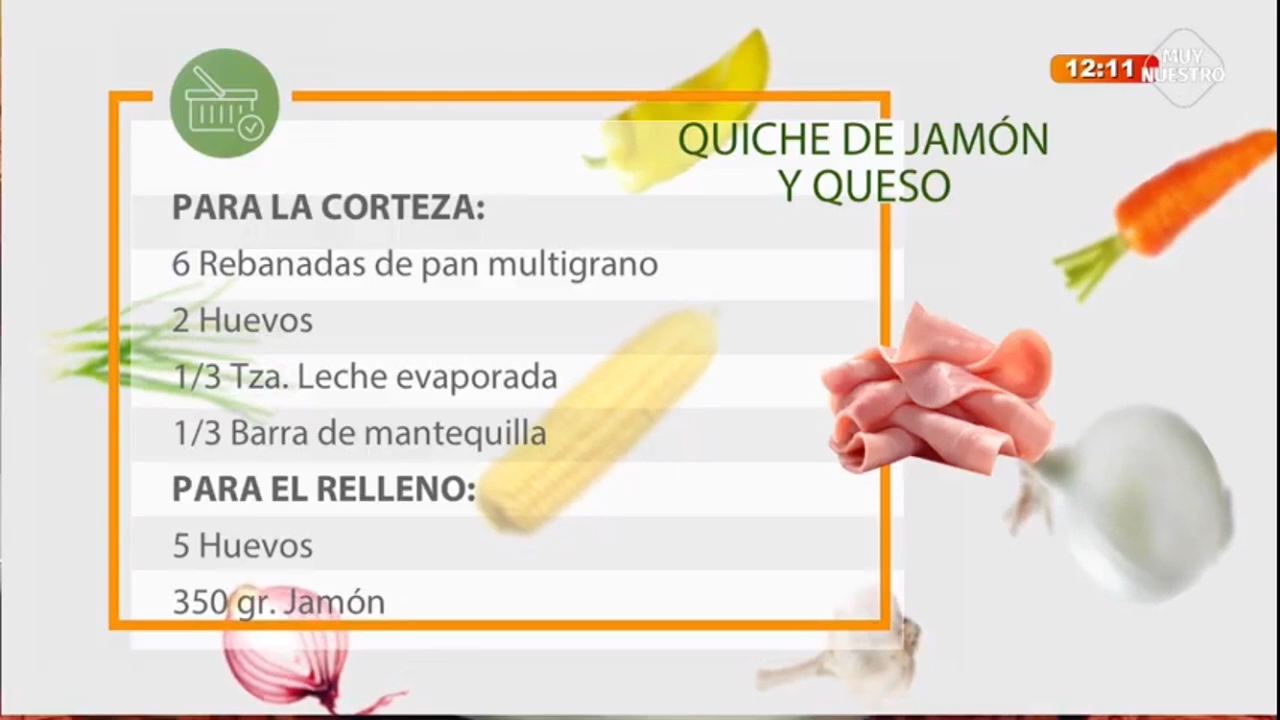 12:11
MUY
NUESTRO
QUICHE DE JAMÓN
Y QUESO
PARA LA CORTEZA:
6 Rebanadas de pan multigrano
2 Huevos
1/3 Tza. Leche evaporada
1/3 Barra de mantequilla
PARA EL RELLENO:
5 Huevos
350 gr. Jamón